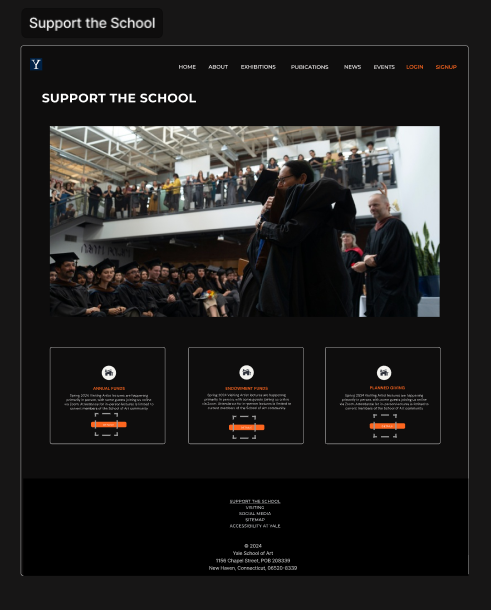 Support the School
Y
HOME ABOUT EXHIBITIONS PUBICATIONS NEWS EVENTS LOGIN SIGNUP
SUPPORT THE SCHOOL
ANNUAL FUNDS
Spring 2024 Visiting Artist lectures are happening
primarily in person, with some guests joining us online
via Zoom. Attendance for in-person lectures is limited to
current members of the School of Art community.
ENDOWMENT FUNDS
Spring 2024 Visiting Artist lectures are happening
primarily in person, with some guests joining us online
via Zoom. Attendance for in-person lectures is limited to
current members of the School of Art community.
PLANNED GIVING
Spring 2024 Visiting Artist lectures are happening
primarily in person, with some guests joining us online
via Zoom. Attendance for in-person lectures is limited to
current members of the School of Art community.
SUPPORT THE SCHOOL
VISITING
SOCIAL MEDIA
SITEMAP
ACCESSIBILITY AT YALE
© 2024
Yale School of Art
1156 Chapel Street, POB 208339
New Haven, Connecticut, 06520-8339